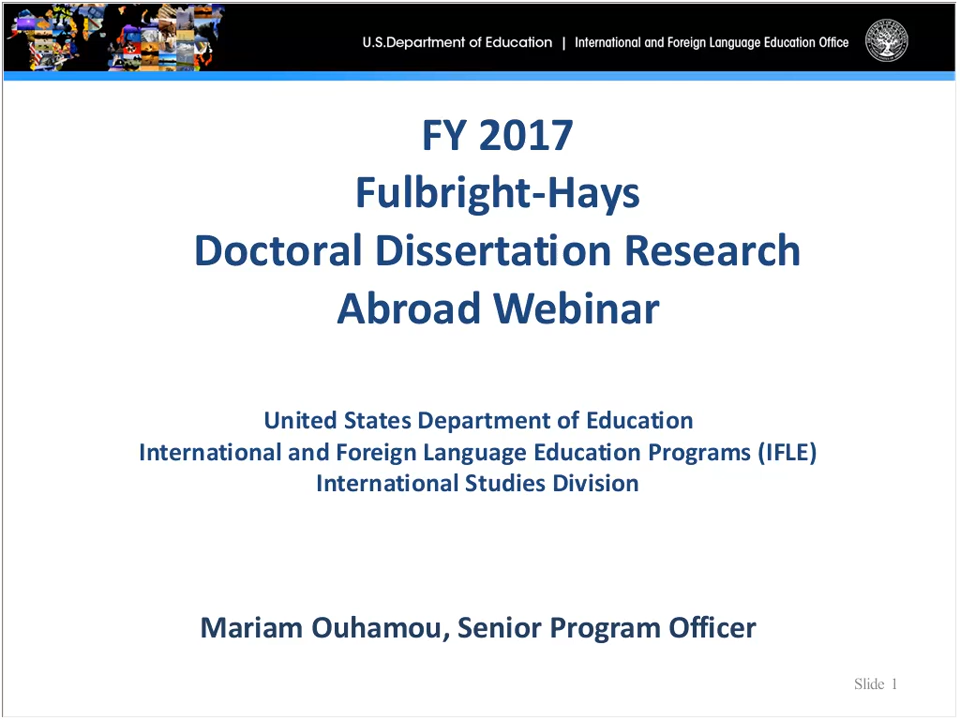 U.S.Department of Education | International and Foreign Language Education Office
FY 2017
Fulbright-Hays
Doctoral Dissertation Research
Abroad Webinar
United States Department of Education
International and Foreign Language Education Programs (IFLE)
International Studies Division
Mariam Ouhamou, Senior Program Officer
Slide 1